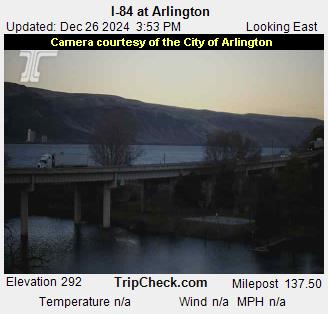 I-84 at Arlington
Updated: Dec 26 2024 3:53 PM Looking East
Camera courtesy of the City of Arlington
Elevation 292 TripCheck.com Milepost 137.50
Temperature n/a Wind n/a MPH n/a